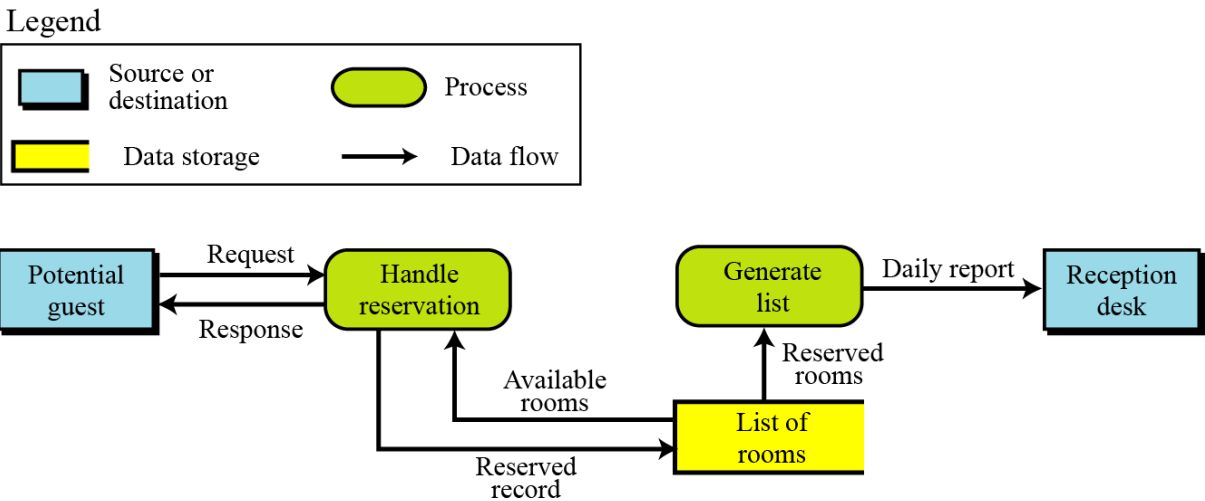 Legend
Source or
destination
Process
Data storage
Data flow
Potential
guest
Request
Response
Handle
reservation
Generate
list
Daily report
Reception
desk
Available
rooms
Reserved
rooms
List of
rooms
Reserved
record